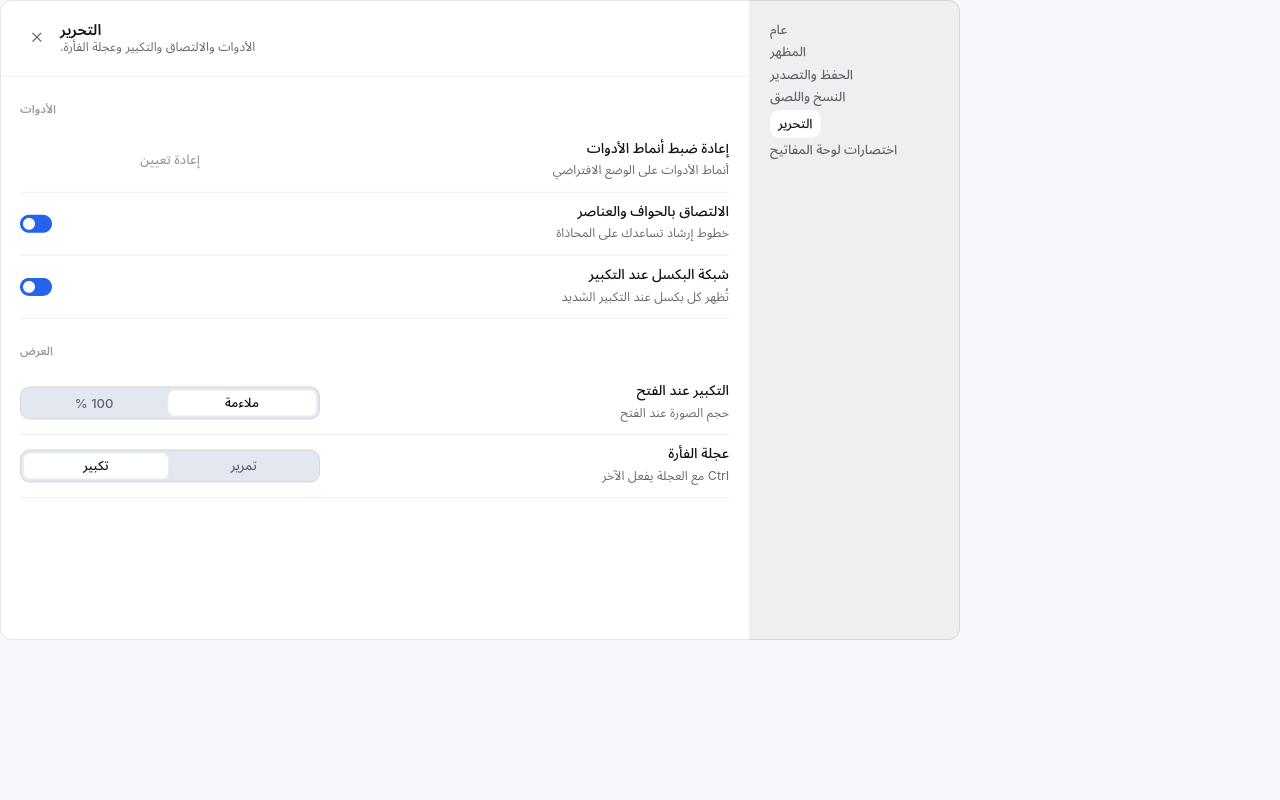 عام
المظهر
الحفظ والتصدير
النسخ واللصق
التحرير
اختصارات لوحة المفاتيح
التحرير
الأدوات والالتصاق والتكبير وعجلة الفأرة.
الأدوات
إعادة ضبط أنماط الأدوات
أنماط الأدوات على الوضع الافتراضي
إعادة تعيين
الالتصاق بالحواف والعناصر
خطوط إرشاد تساعدك على المحاذاة
شبكة البكسل عند التكبير
تُظهر كل بكسل عند التكبير الشديد
العرض
التكبير عند الفتح
حجم الصورة عند الفتح
ملاءمة
100 %
عجلة الفأرة
Ctrl مع العجلة يفعل الآخر
تمرير
تكبير